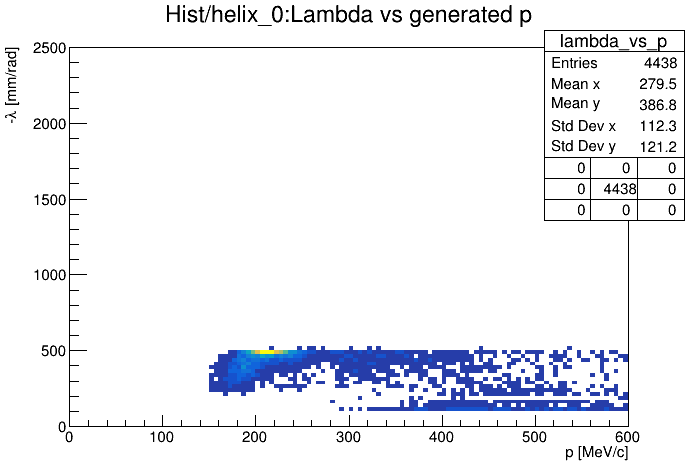 Hist/helix_0:Lambda vs generated p
lambda_vs_p
Entries 4438
Mean x 279.5
Mean y 386.8
Std Dev x 112.3
Std Dev y 121.2
0 0 0
0 4438 0
0 0 0
-λ [mm/rad]
2500
2000
1500
1000
500
0
0 100 200 300 400 500 600
p [MeV/c]